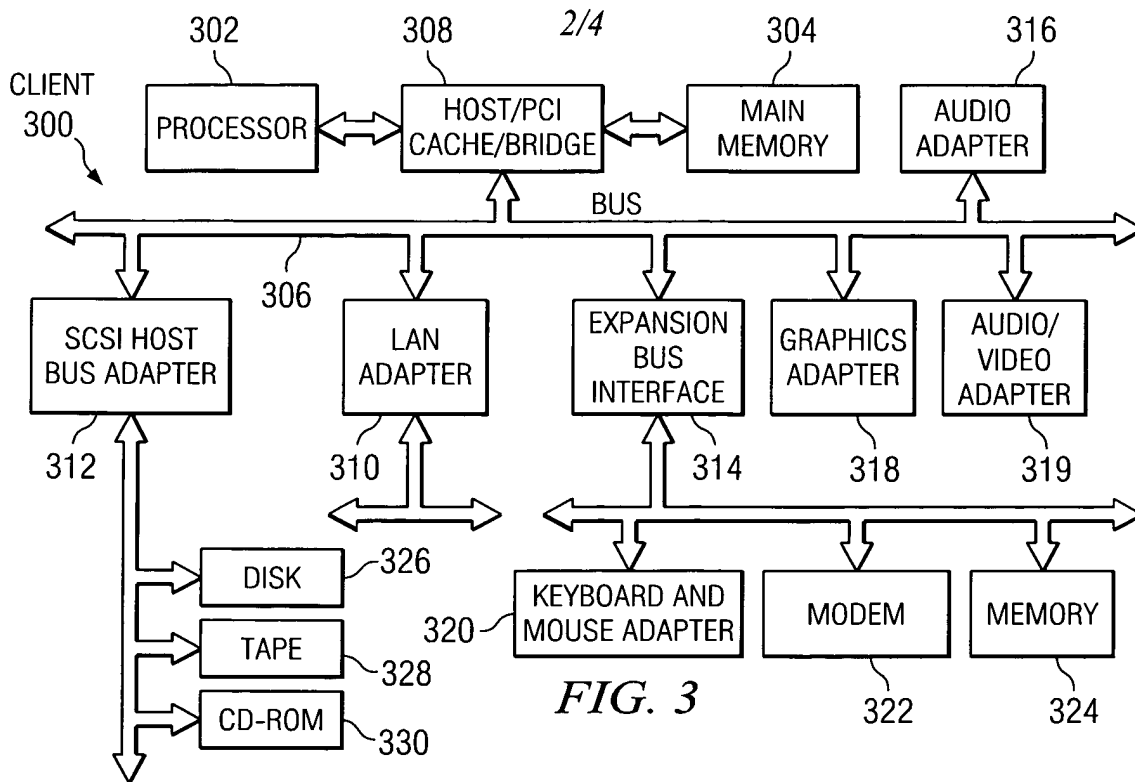 2/4
302
308
304
316
CLIENT
300
PROCESSOR
HOST/PCI
CACHE/BRIDGE
MAIN
MEMORY
AUDIO
ADAPTER
BUS
306
SCSI HOST
BUS ADAPTER
LAN
ADAPTER
EXPANSION
BUS
INTERFACE
GRAPHICS
ADAPTER
AUDIO/
VIDEO
ADAPTER
312
310
314
318
319
DISK
326
TAPE
328
CD-ROM
330
320
KEYBOARD AND
MOUSE ADAPTER
MODEM
MEMORY
322
324
FIG. 3